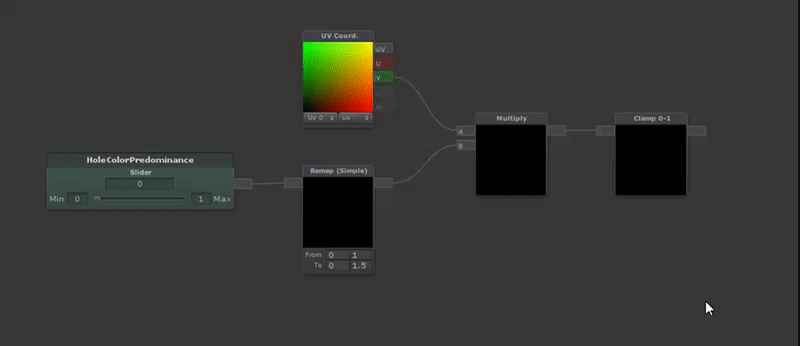 UV Coord.
UV
U
V
Uv 0 uv
HoleColorPredominance
Slider
0
Min 0 1 Max
Remap (Simple)
From 0 1
To 0 1.5
A
B
Multiply
Clamp 0-1